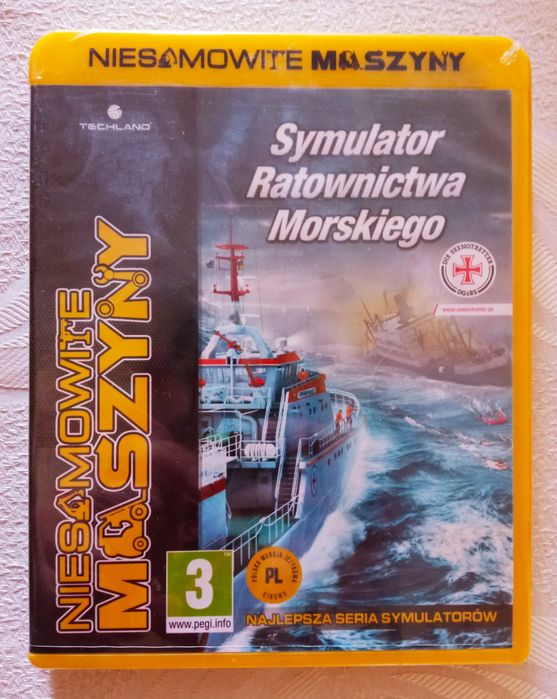 NIESAMOWITE MASZYNY
TECHLAND
Symulator
Ratownictwa
Morskiego
DIE SEENOTRETTER
DGzRS
www.seenotretter.de
NIESAMOWITE
MASZYNY
3
www.pegi.info
POLSKA WERSJA JĘZYKOWA
PL
KINOWA
NAJLEPSZA SERIA SYMULATORÓW